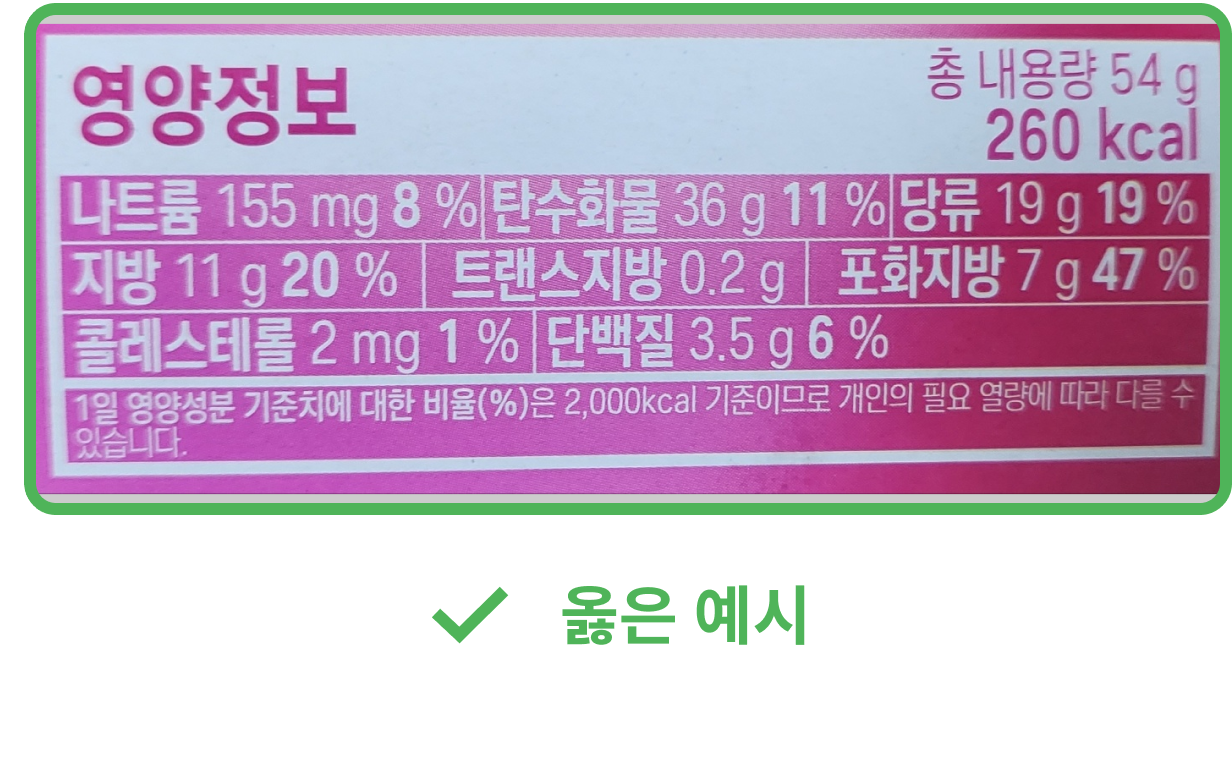 영양정보
총 내용량 54 g
260 kcal
나트륨 155 mg 8 % 탄수화물 36 g 11 % 당류 19 g 19 %
지방 11 g 20 % 트랜스지방 0.2 g 포화지방 7 g 47 %
콜레스테롤 2 mg 1 % 단백질 3.5 g 6 %
1일 영양성분 기준치에 대한 비율(%)은 2,000kcal 기준이므로 개인의 필요 열량에 따라 다를 수
있습니다.
옳은 예시